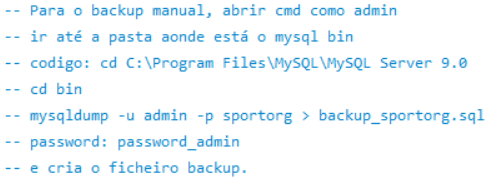 -- Para o backup manual, abrir cmd como admin
-- ir até a pasta aonde está o mysql bin
-- codigo: cd C:\Program Files\MySQL\MySQL Server 9.0
-- cd bin
-- mysqldump -u admin -p sportorg > backup_sportorg.sql
-- password: password_admin
-- e cria o ficheiro backup.